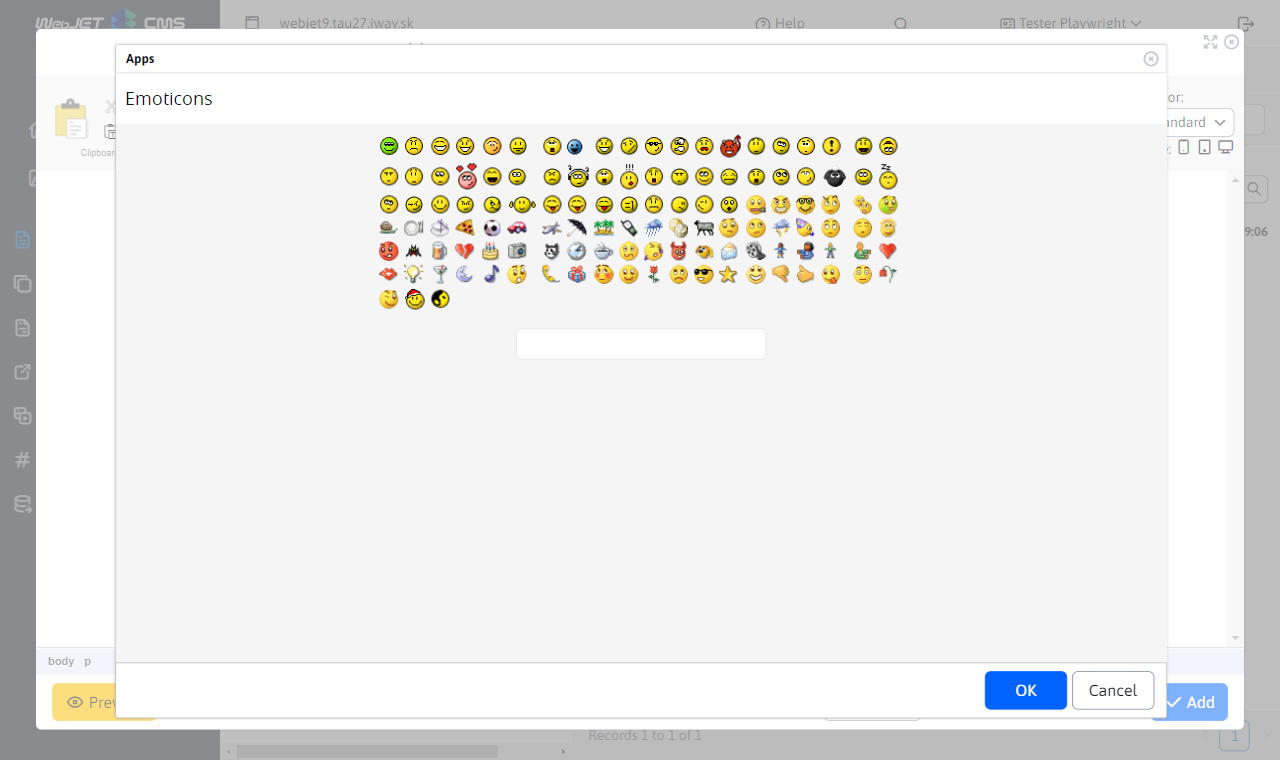 WebJET CMS
webjet9.tau27.iway.sk
Help
Tester Playwright
Apps
Emoticons
or:
andard
Clipboar
9:06
body p
OK
Cancel
Prev
Add
Records 1 to 1 of 1
1